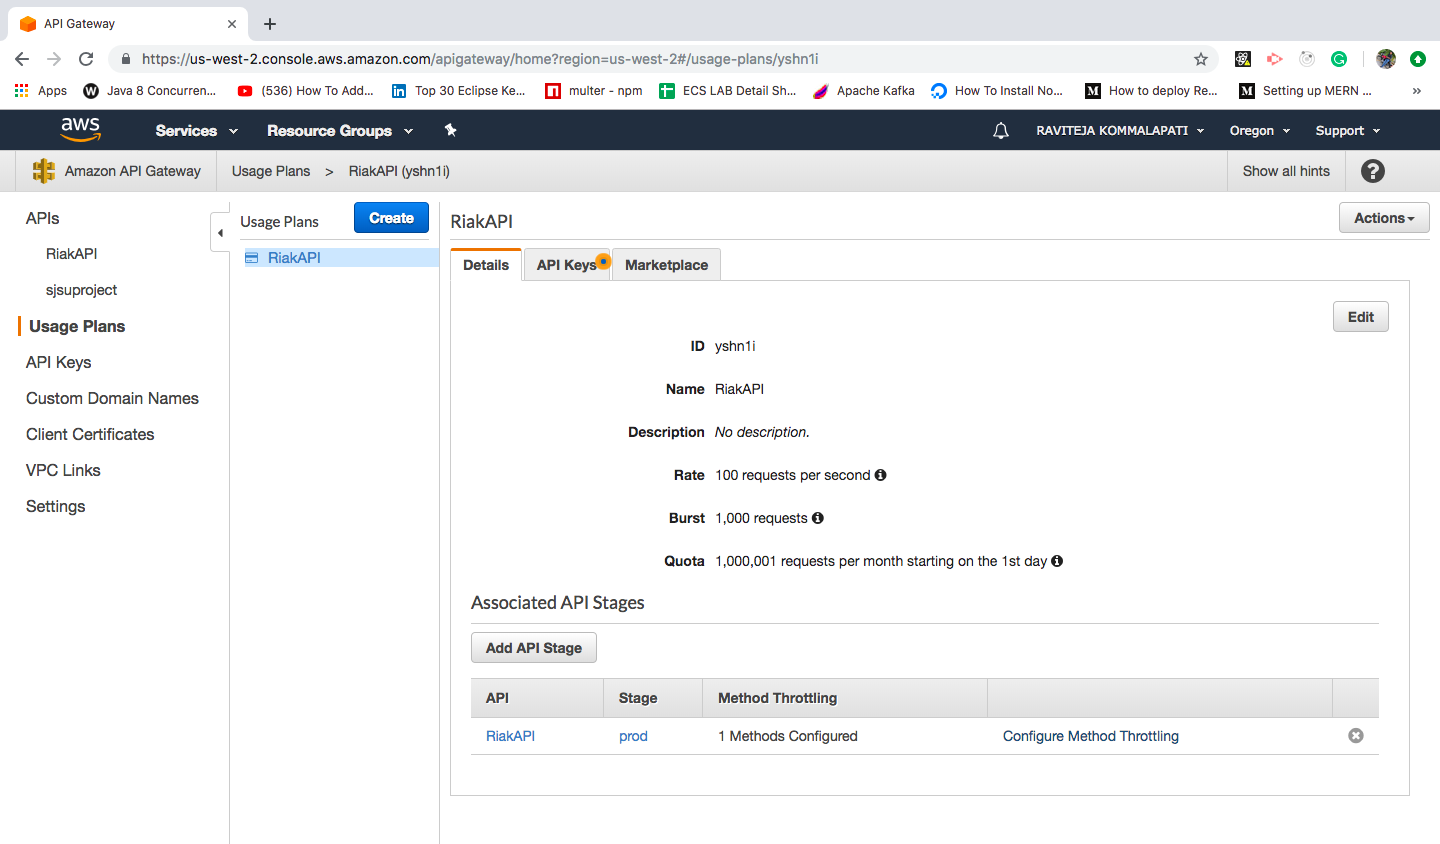 API Gateway
https://us-west-2.console.aws.amazon.com/apigateway/home?region=us-west-2#/usage-plans/yshn1i
Apps Java 8 Concurren... (536) How To Add... Top 30 Eclipse Ke... multer - npm ECS LAB Detail Sh... Apache Kafka How To Install No... How to deploy Re... Setting up MERN ... »
aws Services Resource Groups RAVITEJA KOMMALAPATI Oregon Support
Amazon API Gateway Usage Plans > RiakAPI (yshn1i) Show all hints ?
APIs
RiakAPI
sjsuproject
Usage Plans
API Keys
Custom Domain Names
Client Certificates
VPC Links
Settings
Usage Plans Create
RiakAPI
RiakAPI Actions
Details API Keys Marketplace
Edit
ID yshn1i
Name RiakAPI
Description No description.
Rate 100 requests per second
Burst 1,000 requests
Quota 1,000,001 requests per month starting on the 1st day
Associated API Stages
Add API Stage
API Stage Method Throttling
RiakAPI prod 1 Methods Configured Configure Method Throttling